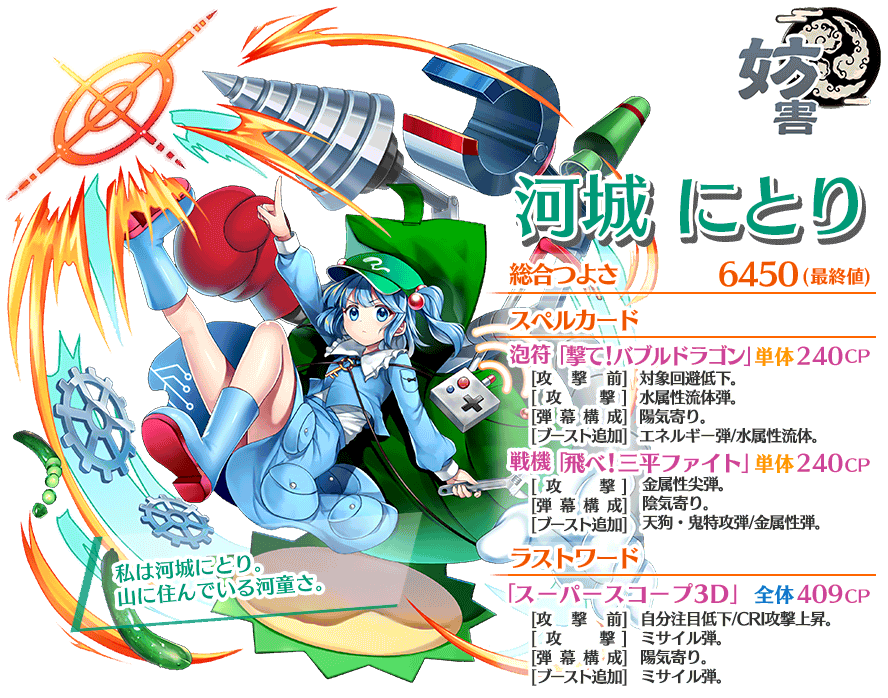 妨害
河城 にとり
総合つよさ 6450(最終値)
スペルカード
泡符「撃て!バブルドラゴン」単体240CP
[攻撃前] 対象回避低下。
[攻撃] 水属性流体弾。
[弾幕構成] 陽気寄り。
[ブースト追加] エネルギー弾/水属性流体。
戦機「飛べ!三平ファイト」単体240CP
[攻撃] 金属性尖弾。
[弾幕構成] 陰気寄り。
[ブースト追加] 天狗・鬼特攻弾/金属性弾。
ラストワード
「スーパースコープ3D」 全体409CP
[攻撃前] 自分注目低下/CRI攻撃上昇。
[攻撃] ミサイル弾。
[弾幕構成] 陽気寄り。
[ブースト追加] ミサイル弾。
私は河城にとり。
山に住んでいる河童さ。